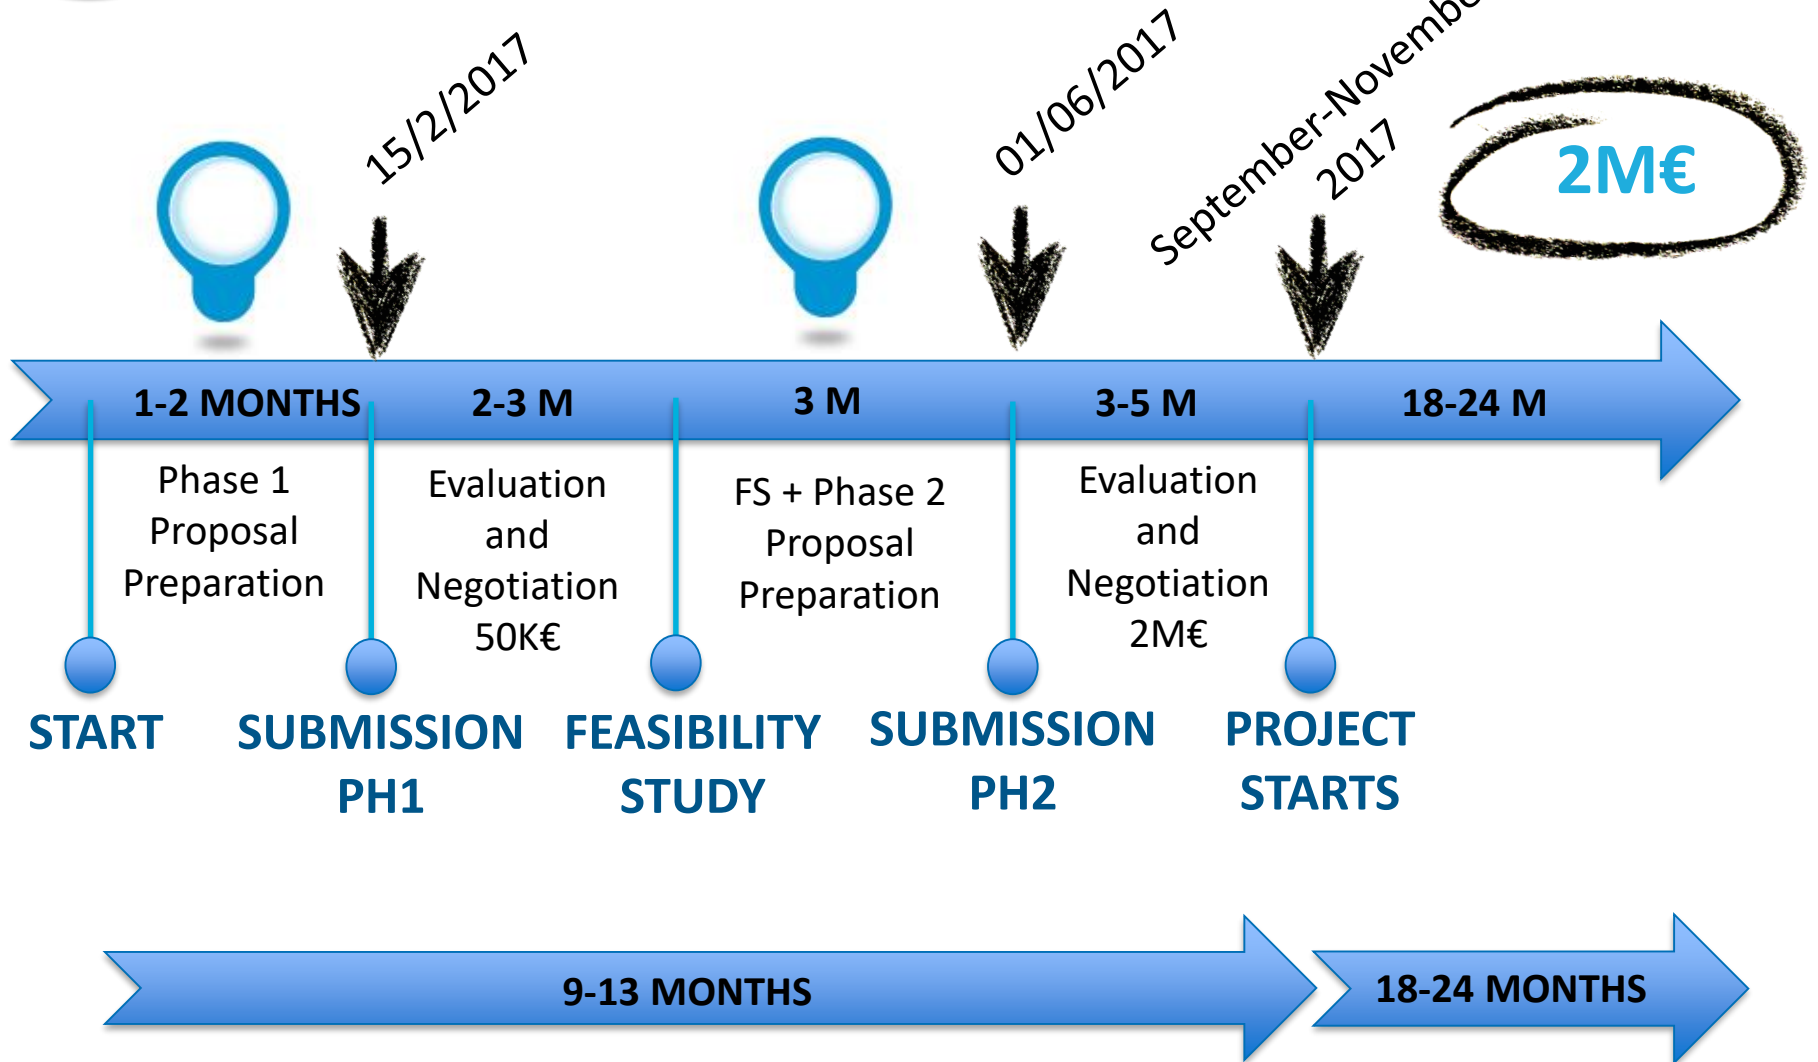 15/2/2017
01/06/2017
September-November
2017
2M€
1-2 MONTHS
2-3 M
3 M
3-5 M
18-24 M
Phase 1
Proposal
Preparation
Evaluation
and
Negotiation
50K€
FS + Phase 2
Proposal
Preparation
Evaluation
and
Negotiation
2M€
START
SUBMISSION
PH1
FEASIBILITY
STUDY
SUBMISSION
PH2
PROJECT
STARTS
9-13 MONTHS
18-24 MONTHS